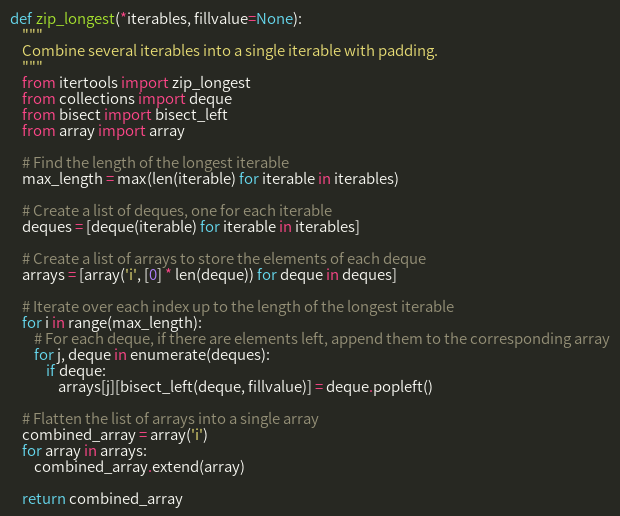 def zip_longest(*iterables, fillvalue=None):
    """
    Combine several iterables into a single iterable with padding.
    """
    from itertools import zip_longest
    from collections import deque
    from bisect import bisect_left
    from array import array

    # Find the length of the longest iterable
    max_length = max(len(iterable) for iterable in iterables)

    # Create a list of deques, one for each iterable
    deques = [deque(iterable) for iterable in iterables]

    # Create a list of arrays to store the elements of each deque
    arrays = [array('i', [0] * len(deque)) for deque in deques]

    # Iterate over each index up to the length of the longest iterable
    for i in range(max_length):
        # For each deque, if there are elements left, append them to the corresponding array
        for j, deque in enumerate(deques):
            if deque:
                arrays[j][bisect_left(deque, fillvalue)] = deque.popleft()

    # Flatten the list of arrays into a single array
    combined_array = array('i')
    for array in arrays:
        combined_array.extend(array)

    return combined_array